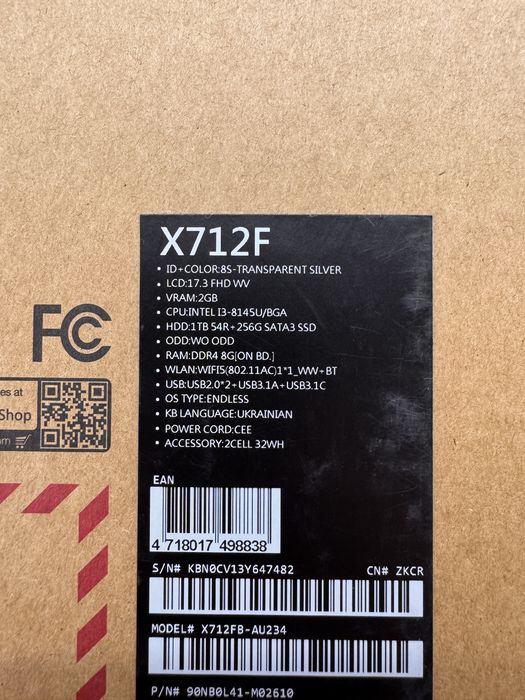 X712F
• ID+COLOR:8S-TRANSPARENT SILVER
• LCD:17.3 FHD WV
• VRAM:2GB
• CPU:INTEL I3-8145U/BGA
• HDD:1TB 54R+256G SATA3 SSD
• ODD:WO ODD
• RAM:DDR4 8G[ON BD.]
• WLAN:WIFI5(802.11AC)1*1_WW+BT
• USB:USB2.0*2+USB3.1A+USB3.1C
• OS TYPE:ENDLESS
• KB LANGUAGE:UKRAINIAN
• POWER CORD:CEE
• ACCESSORY:2CELL 32WH
FC
es at
Shop
om
EAN
4 718017 498838
S/N# KBN0CV13Y647482 CN# ZKCR
MODEL# X712FB-AU234
P/N# 90NB0L41-M02610